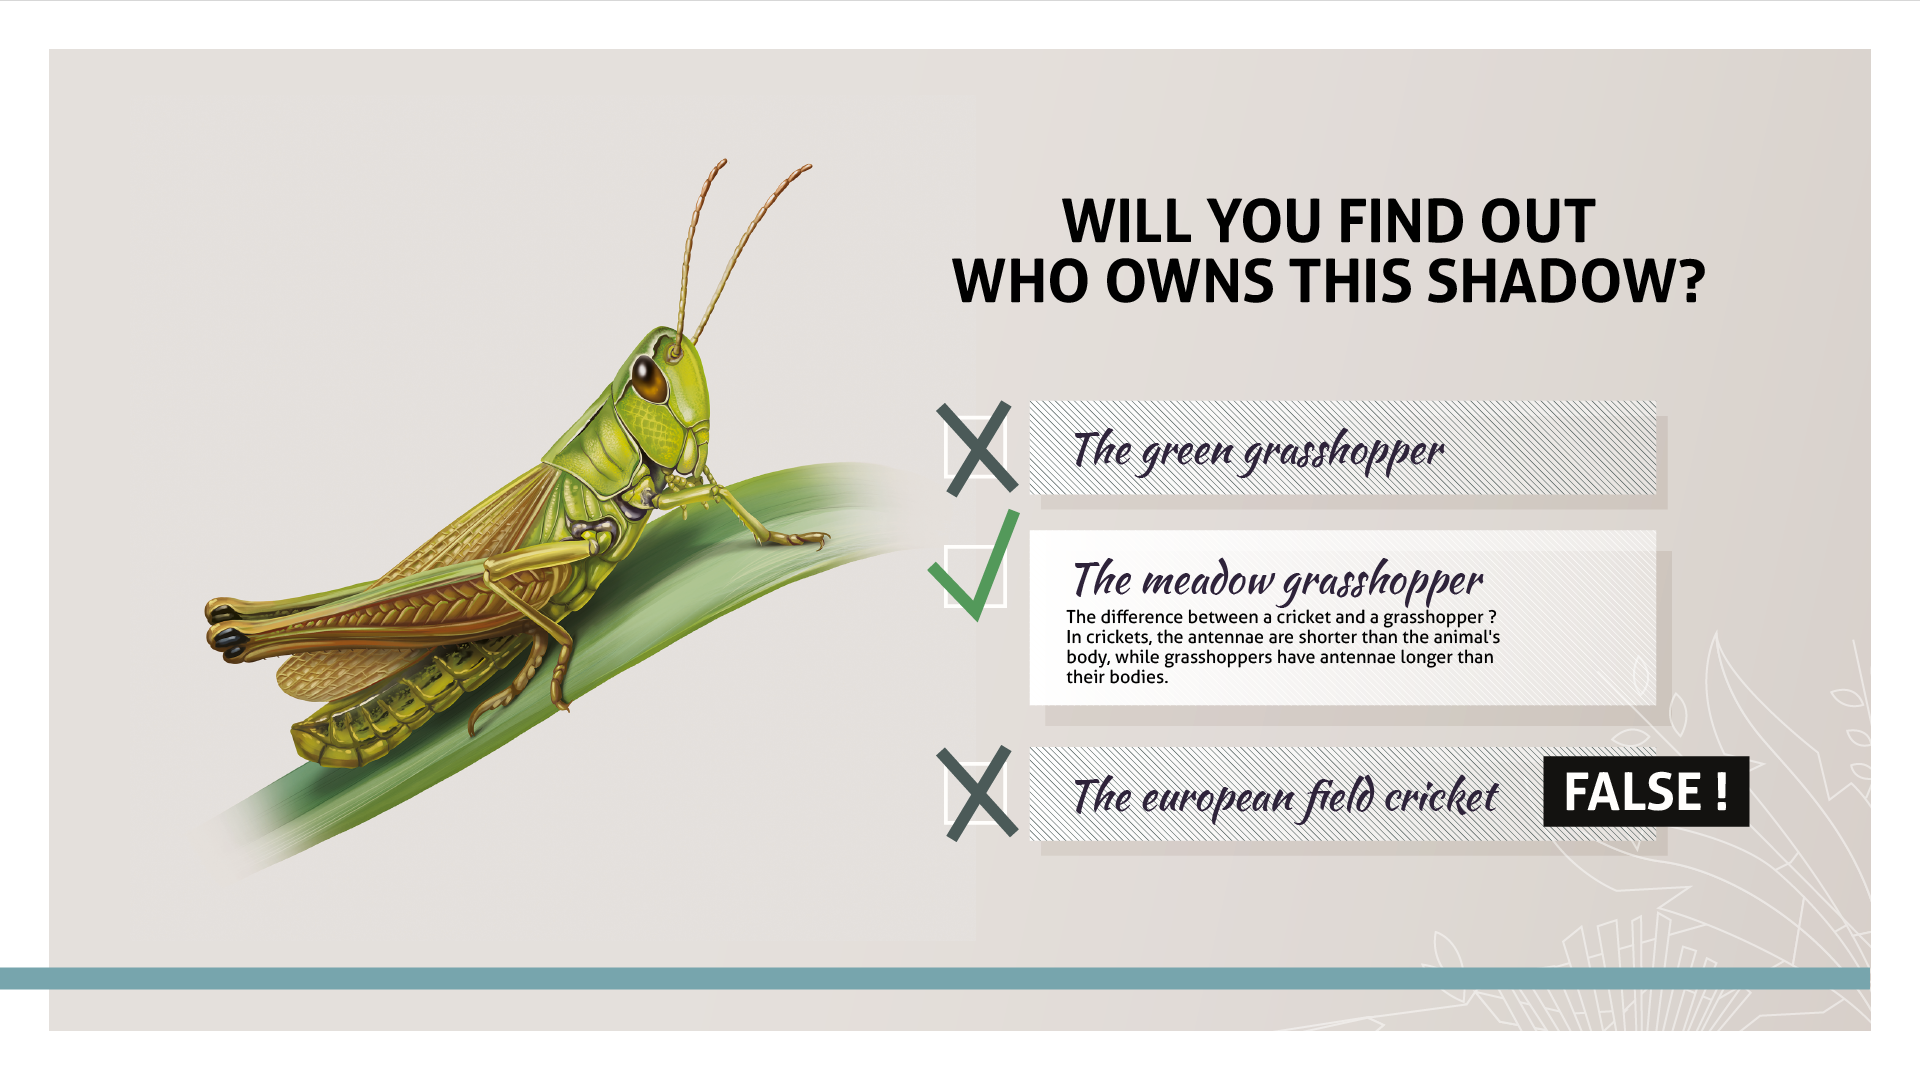 WILL YOU FIND OUT
WHO OWNS THIS SHADOW?
The green grasshopper
The meadow grasshopper
The difference between a cricket and a grasshopper ?
In crickets, the antennae are shorter than the animal's
body, while grasshoppers have antennae longer than
their bodies.
The european field cricket
FALSE !